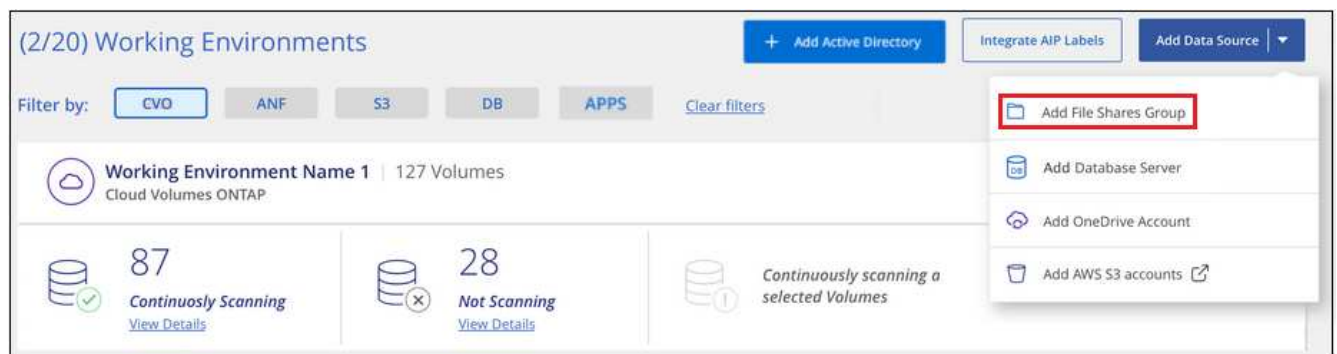 (2/20) Working Environments
+ Add Active Directory
Integrate AIP Labels
Add Data Source
Filter by:
CVO
ANF
S3
DB
APPS
Clear filters
Add File Shares Group
DB
Add Database Server
Add OneDrive Account
Add AWS S3 accounts
Working Environment Name 1 | 127 Volumes
Cloud Volumes ONTAP
87
Continuosly Scanning
View Details
28
Not Scanning
View Details
Continuously scanning a
selected Volumes